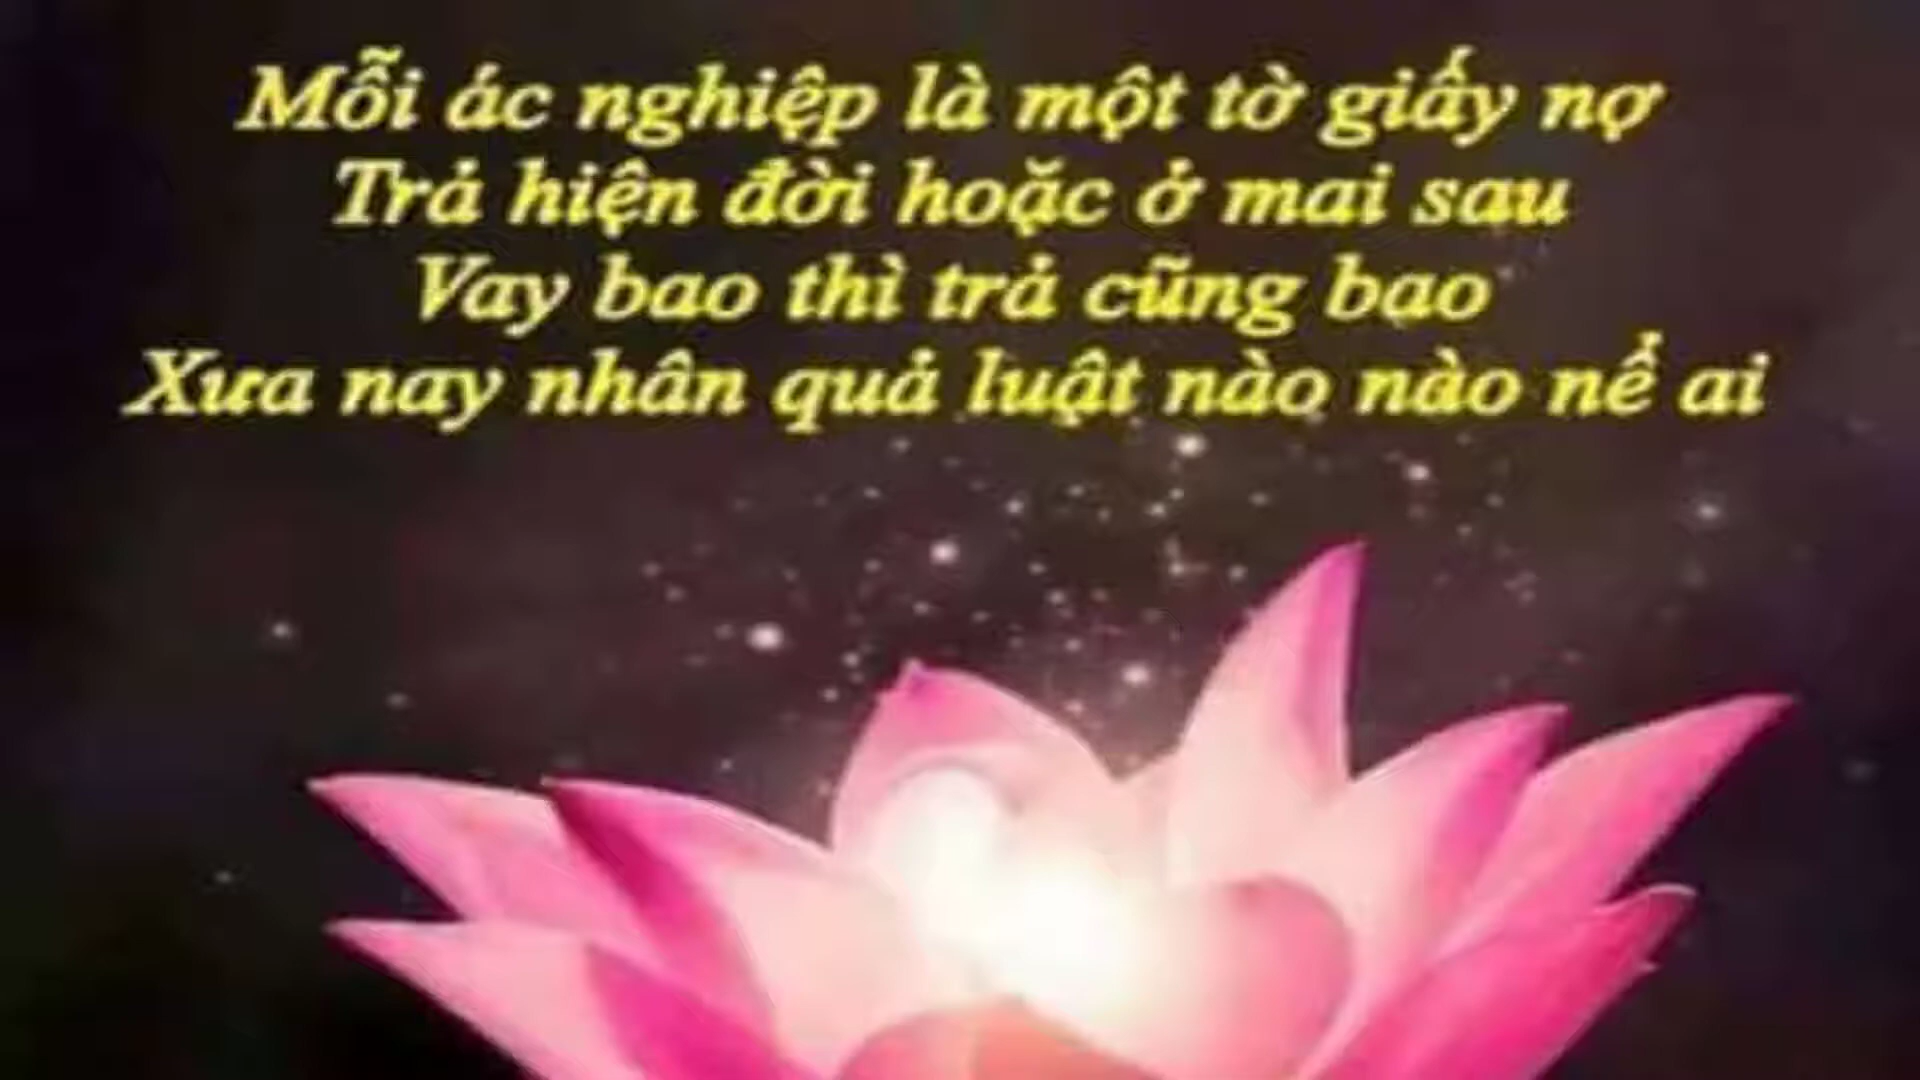 Mỗi ác nghiệp là một tờ giấy nợ
Trả hiện đời hoặc ở mai sau
Vay bao thì trả cũng bao
Xưa nay nhân quả luật nào nào nể ai